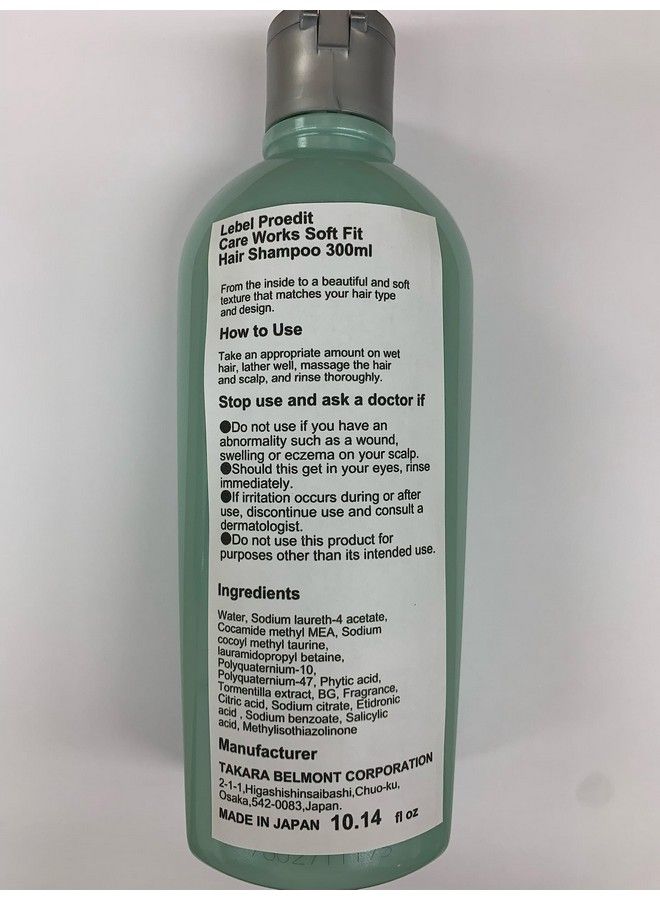 Lebel Proedit
Care Works Soft Fit
Hair Shampoo 300ml
From the inside to a beautiful and soft
texture that matches your hair type
and design.
How to Use
Take an appropriate amount on wet
hair, lather well, massage the hair
and scalp, and rinse thoroughly.
Stop use and ask a doctor if
●Do not use if you have an
abnormality such as a wound,
swelling or eczema on your scalp.
●Should this get in your eyes, rinse
immediately.
●If irritation occurs during or after
use, discontinue use and consult a
dermatologist.
●Do not use this product for
purposes other than its intended use.
Ingredients
Water, Sodium laureth-4 acetate,
Cocamide methyl MEA, Sodium
cocoyl methyl taurine,
lauramidopropyl betaine,
Polyquaternium-10,
Polyquaternium-47, Phytic acid,
Tormentilla extract, BG, Fragrance,
Citric acid, Sodium citrate, Etidronic
acid , Sodium benzoate, Salicylic
acid, Methylisothiazolinone
Manufacturer
TAKARA BELMONT CORPORATION
2-1-1,Higashishinsaibashi,Chuo-ku,
Osaka,542-0083,Japan.
MADE IN JAPAN 10.14 fl oz